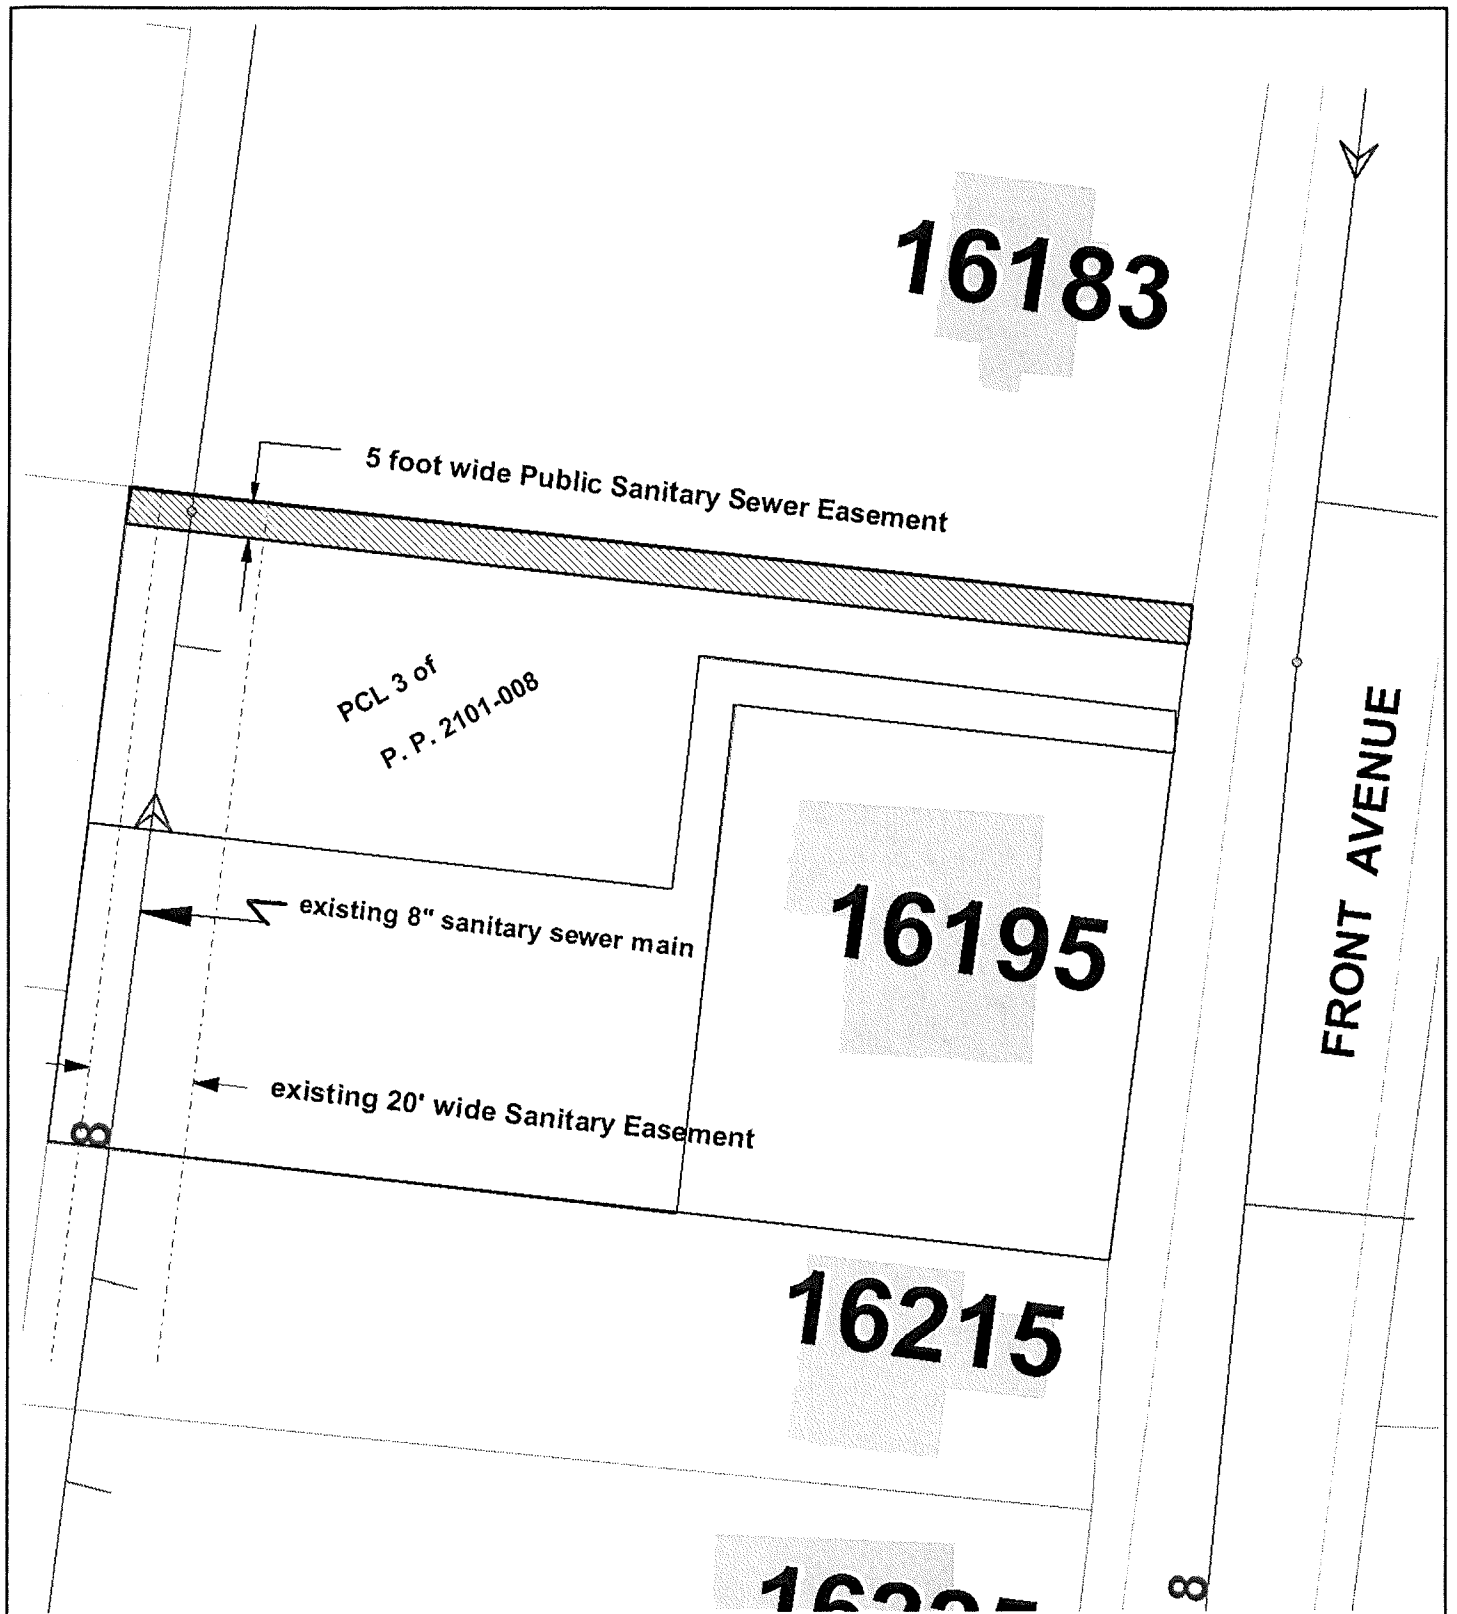 16183
5 foot wide Public Sanitary Sewer Easement
PCL 3 of
P. P. 2101-008
existing 8" sanitary sewer main
16195
FRONT AVENUE
existing 20' wide Sanitary Easement
8
16215
8